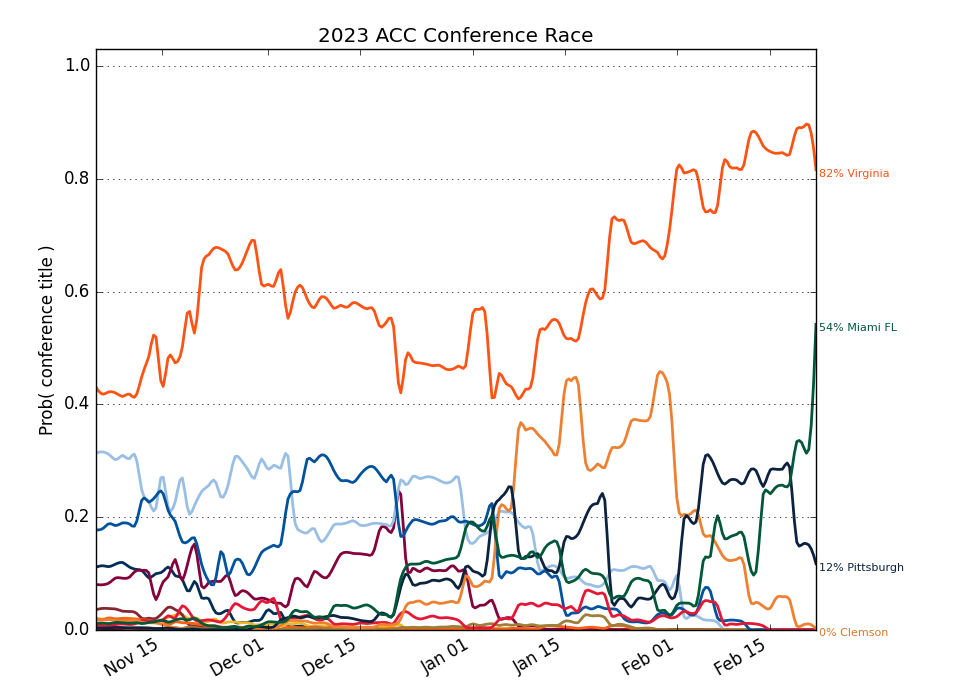 2023 ACC Conference Race
Prob( conference title )
1.0
0.8
0.6
0.4
0.2
0.0
Nov 15
Dec 01
Dec 15
Jan 01
Jan 15
Feb 01
Feb 15
82% Virginia
54% Miami FL
12% Pittsburgh
0% Clemson